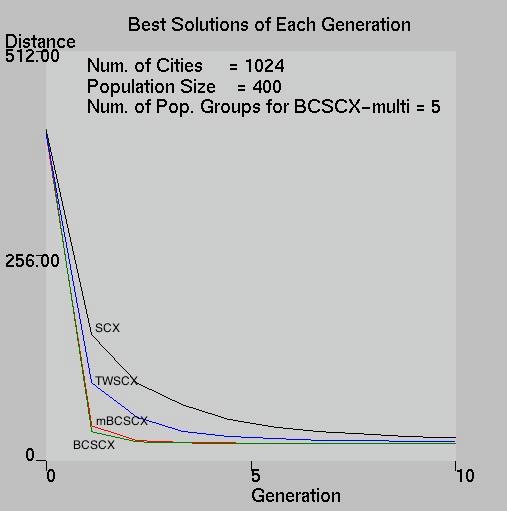 Best Solutions of Each Generation
Distance
512.00
Num. of Cities = 1024
Population Size = 400
Num. of Pop. Groups for BCSCX-multi = 5
256.00
SCX
TWSCX
mBCSCX
BCSCX
0
0 5 10
Generation